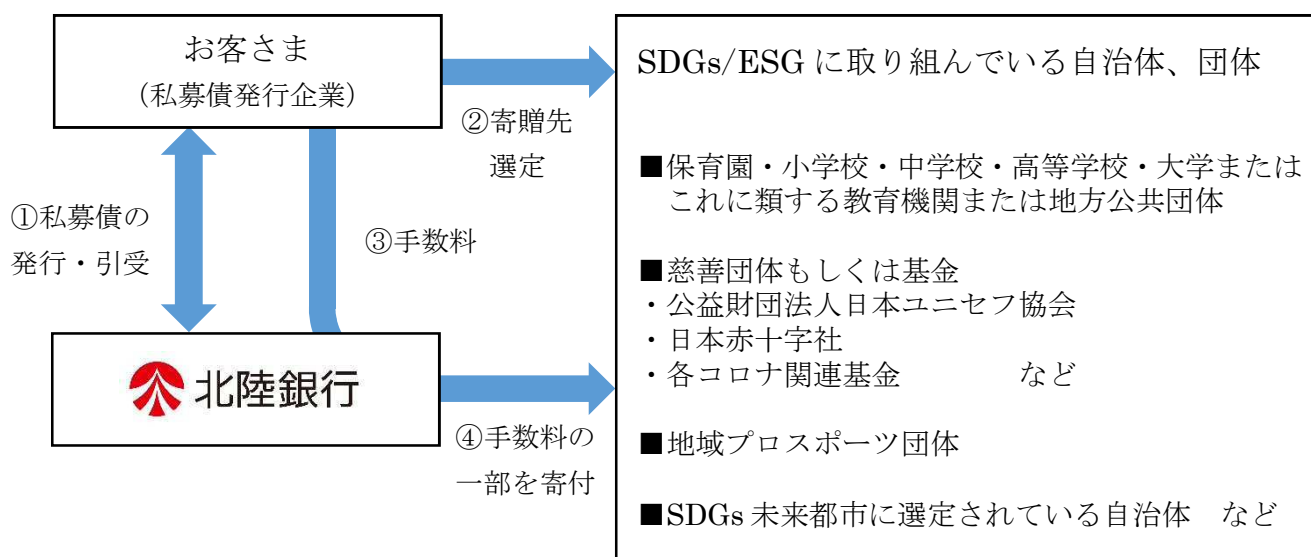 お客さま
(私募債発行企業)
①私募債の
発行・引受
②寄贈先
選定
③手数料
北陸銀行
④手数料の
一部を寄付
SDGs/ESG に取り組んでいる自治体、団体
■保育園・小学校・中学校・高等学校・大学または
これに類する教育機関または地方公共団体
■慈善団体もしくは基金
・公益財団法人日本ユニセフ協会
・日本赤十字社
・各コロナ関連基金　　　　など
■地域プロスポーツ団体
■SDGs 未来都市に選定されている自治体　など